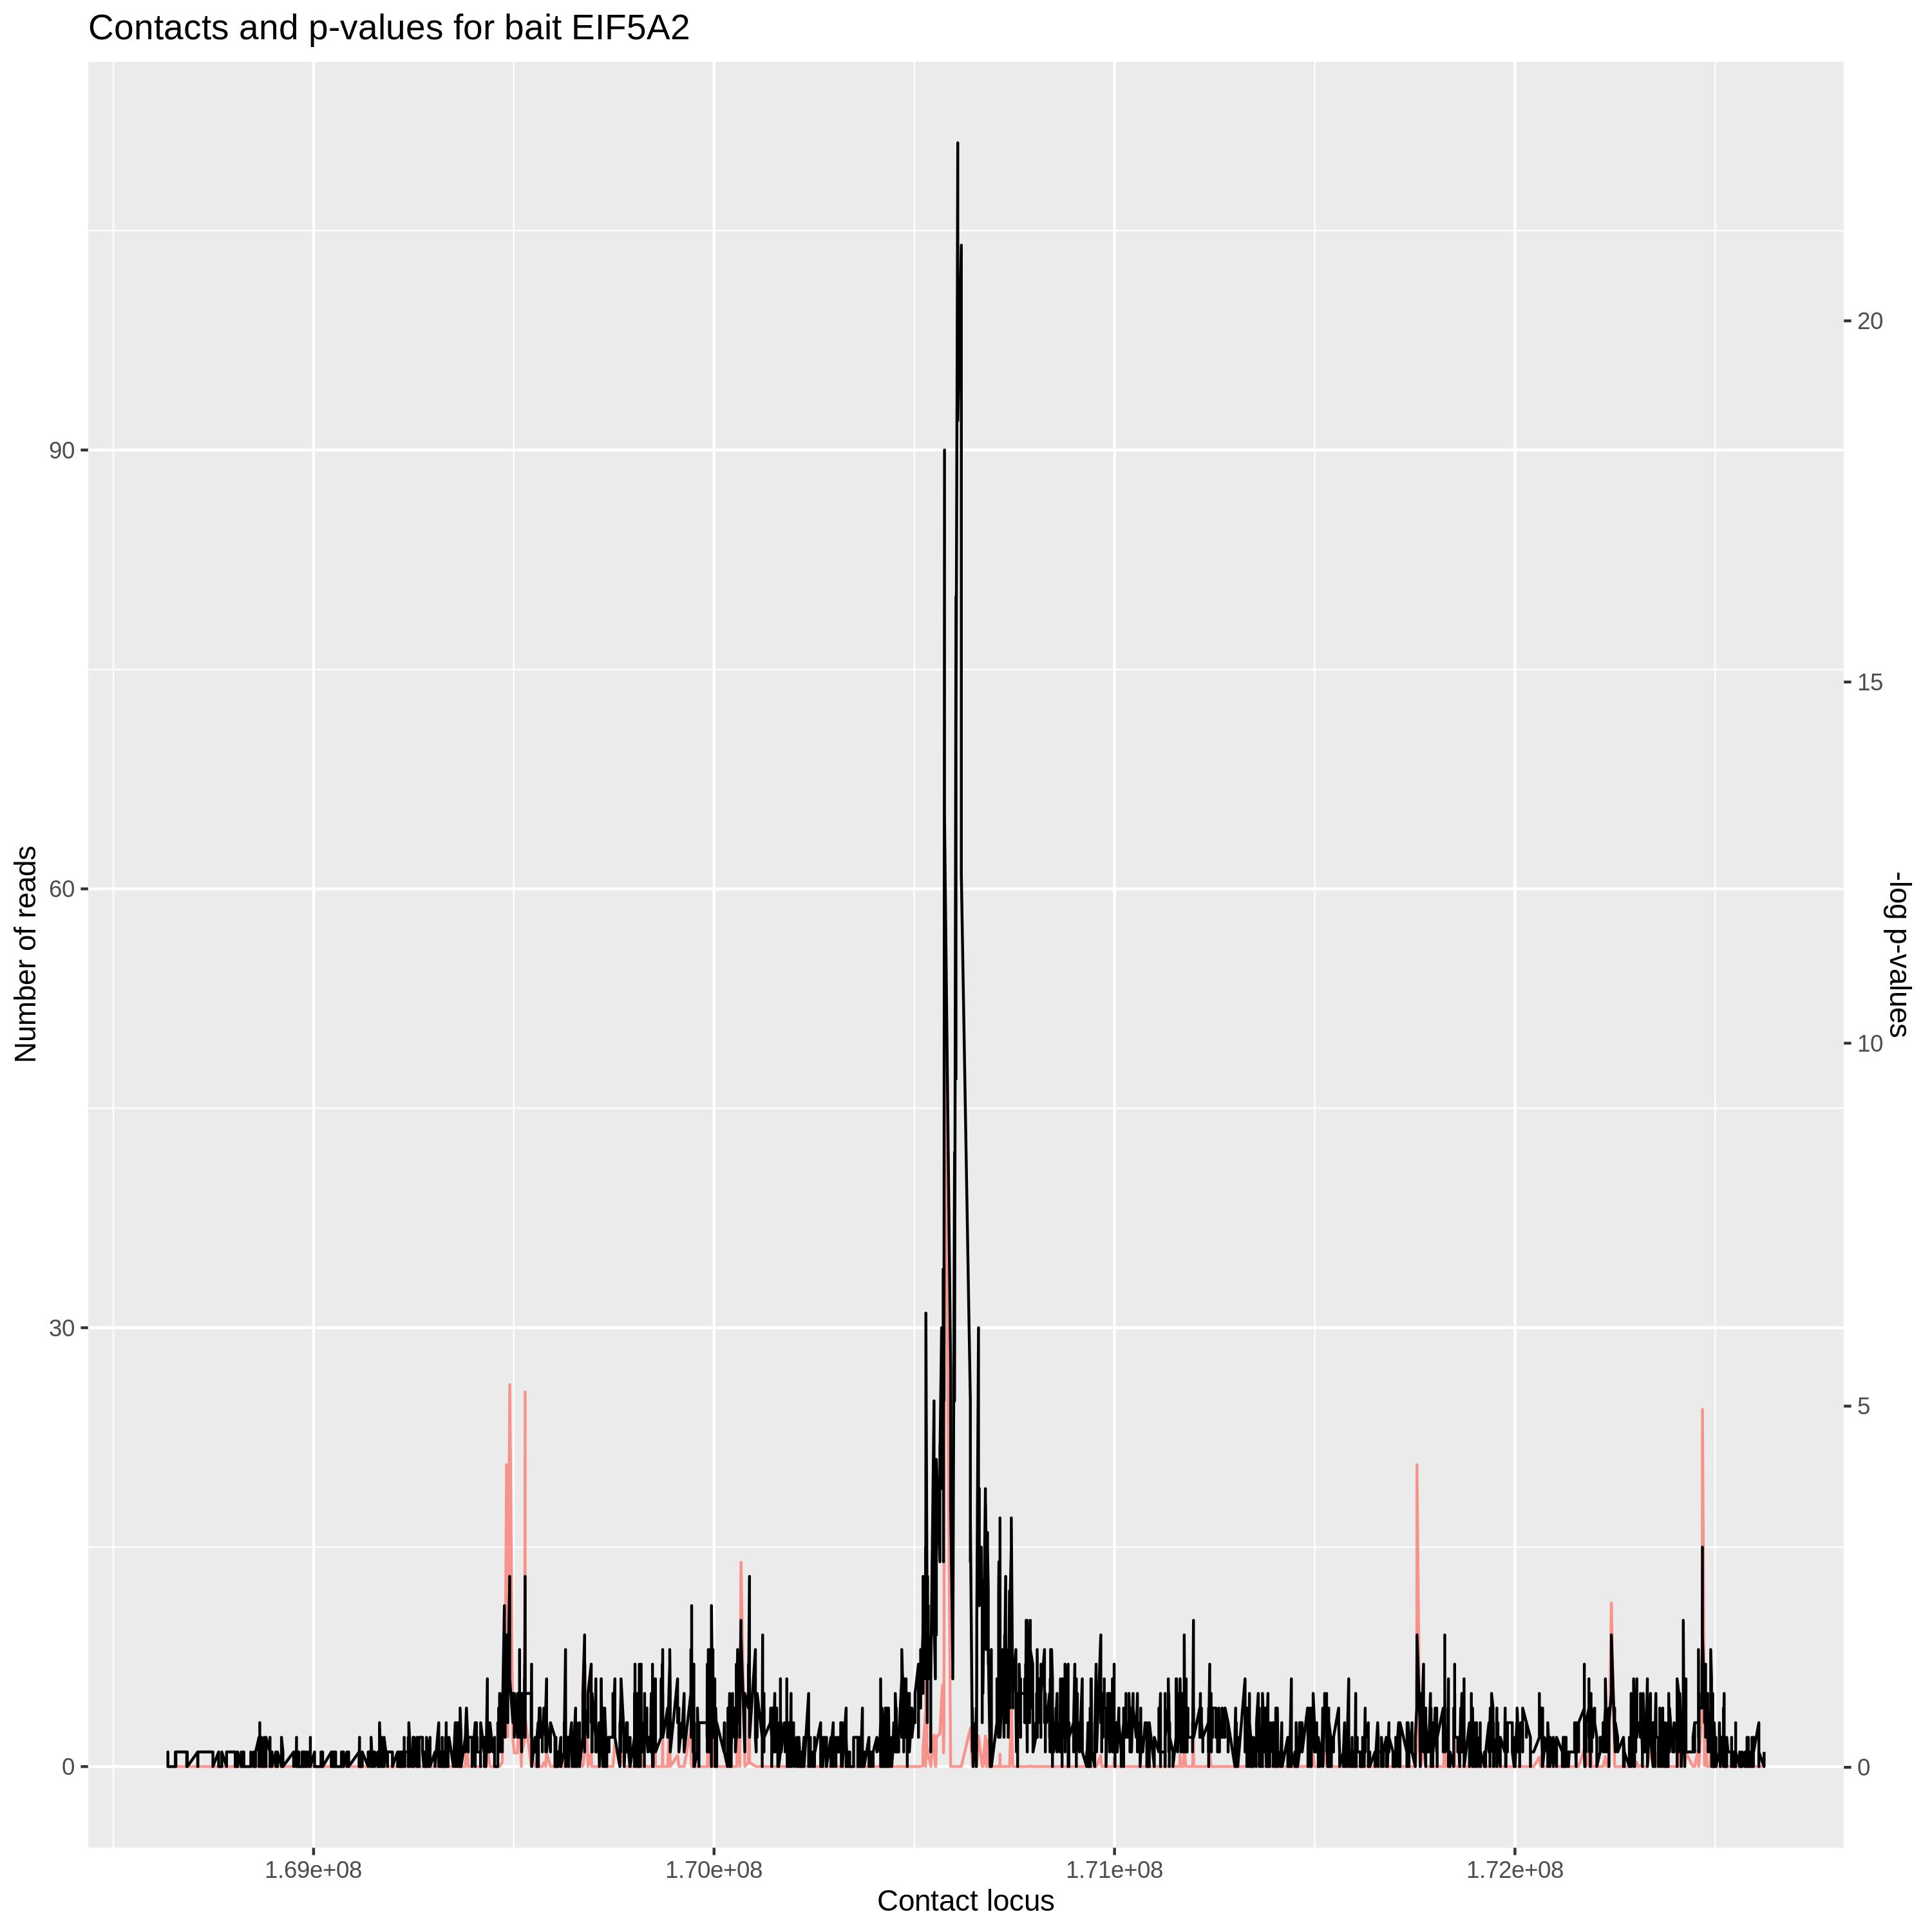 Contacts and p-values for bait EIF5A2
Number of reads
90
60
30
0
20
15
10
5
0
-log p-values
1.69e+08 1.70e+08 1.71e+08 1.72e+08
Contact locus